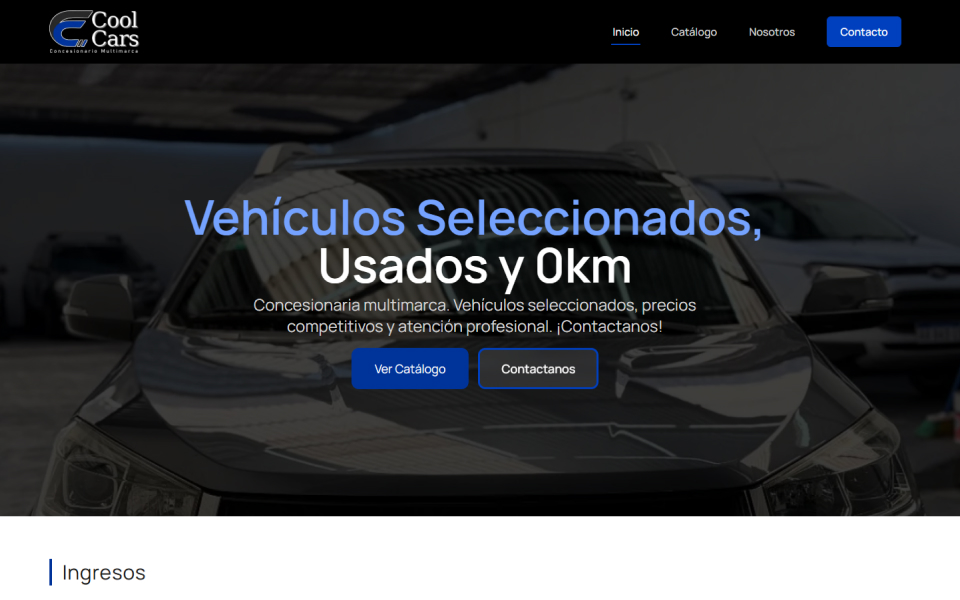 Cool
Cars
Concesionario Multimarca
Inicio
Catálogo
Nosotros
Contacto
Vehículos Seleccionados,
Usados y 0km
Concesionaria multimarca. Vehículos seleccionados, precios
competitivos y atención profesional. ¡Contactanos!
Ver Catálogo
Contactanos
Ingresos